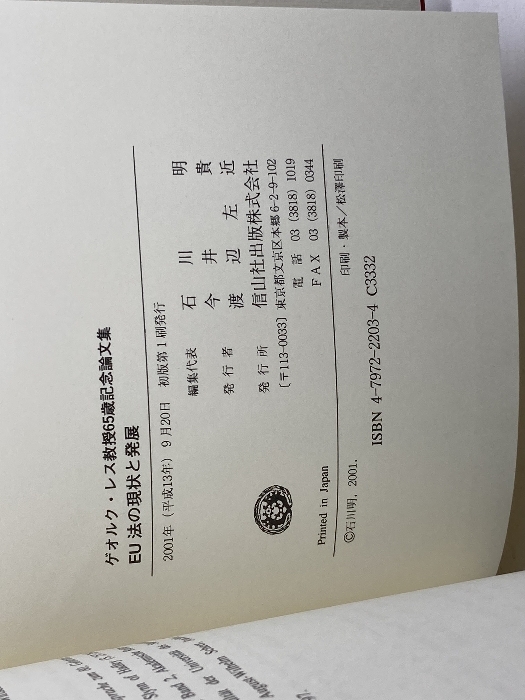 ゲオルク・レス教授65歳記念論文集
EU 法の現状と発展
2001年（平成13年）9月20日　初版第1刷発行
編集代表　石 川 明
発 行 者　今 井 貴
渡 辺 左 近
発 行 所　信山社出版株式会社
〔〒113-0033〕東京都文京区本郷6-2-9-102
電 話　03 (3818) 1019
FAX　03 (3818) 0344
Printed in Japan
©石川明, 2001.　印刷・製本／松澤印刷
ISBN 4-7972-2203-4 C3332
der Universität
Band 2,